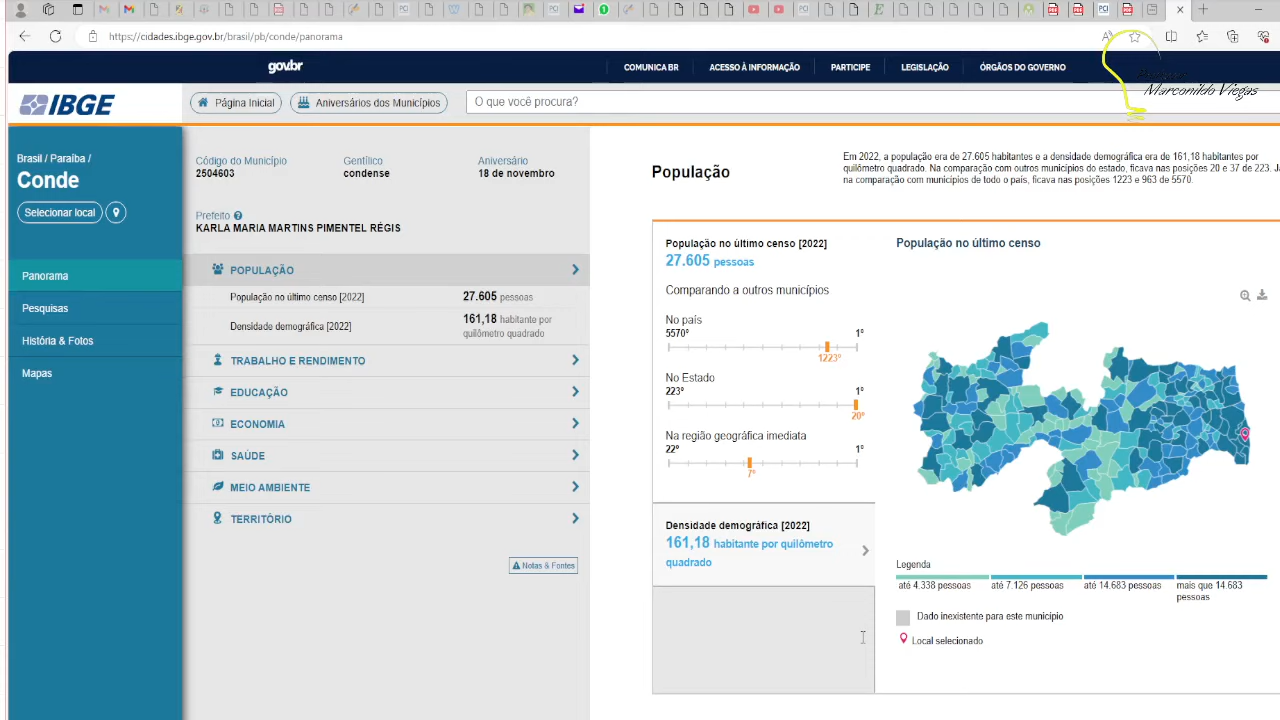 https://cidades.ibge.gov.br/brasil/pb/conde/panorama
gov.br
COMUNICA BR
ACESSO À INFORMAÇÃO
PARTICIPE
LEGISLAÇÃO
ÓRGÃOS DO GOVERNO
Marconildo Viegas
IBGE
Página Inicial
Aniversários dos Municípios
O que você procura?
Brasil / Paraíba /
Conde
Selecionar local
Panorama
Pesquisas
História & Fotos
Mapas
Código do Município
2504603
Gentílico
condense
Aniversário
18 de novembro
Prefeito
KARLA MARIA MARTINS PIMENTEL RÉGIS
POPULAÇÃO
População no último censo [2022]
27.605 pessoas
Densidade demográfica [2022]
161,18 habitante por
quilômetro quadrado
TRABALHO E RENDIMENTO
EDUCAÇÃO
ECONOMIA
SAÚDE
MEIO AMBIENTE
TERRITÓRIO
Notas & Fontes
População
Em 2022, a população era de 27.605 habitantes e a densidade demográfica era de 161,18 habitantes por
quilômetro quadrado. Na comparação com outros municípios do estado, ficava nas posições 20 e 37 de 223. J
na comparação com municípios de todo o país, ficava nas posições 1223 e 963 de 5570.
População no último censo [2022]
27.605 pessoas
Comparando a outros municípios
No país
5570º
1º
1223º
No Estado
223º
1º
20º
Na região geográfica imediata
22º
1º
7º
Densidade demográfica [2022]
161,18 habitante por quilômetro
quadrado
População no último censo
Legenda
até 4.338 pessoas
até 7.126 pessoas
até 14.683 pessoas
mais que 14.683
pessoas
Dado inexistente para este município
Local selecionado